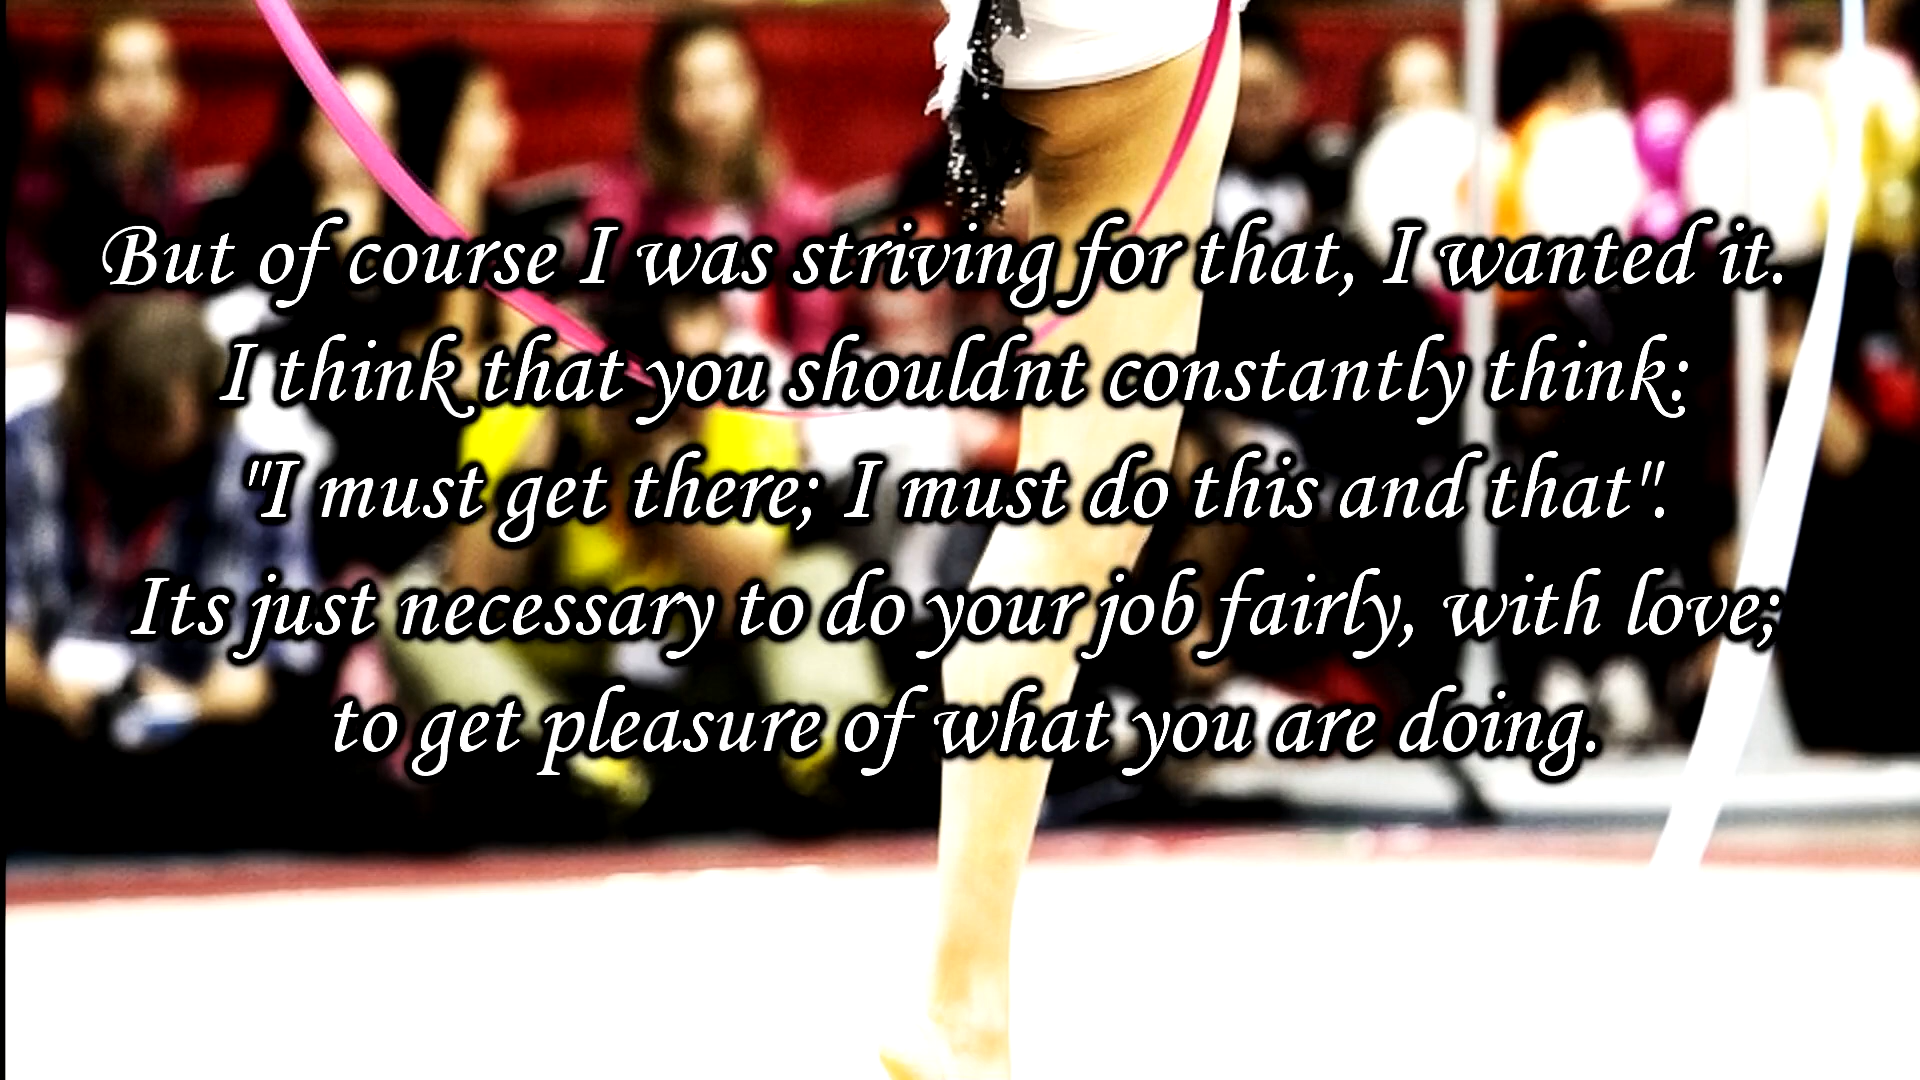 But of course I was striving for that, I wanted it.
I think that you shouldnt constantly think:
"I must get there; I must do this and that".
Its just necessary to do your job fairly, with love;
to get pleasure of what you are doing.